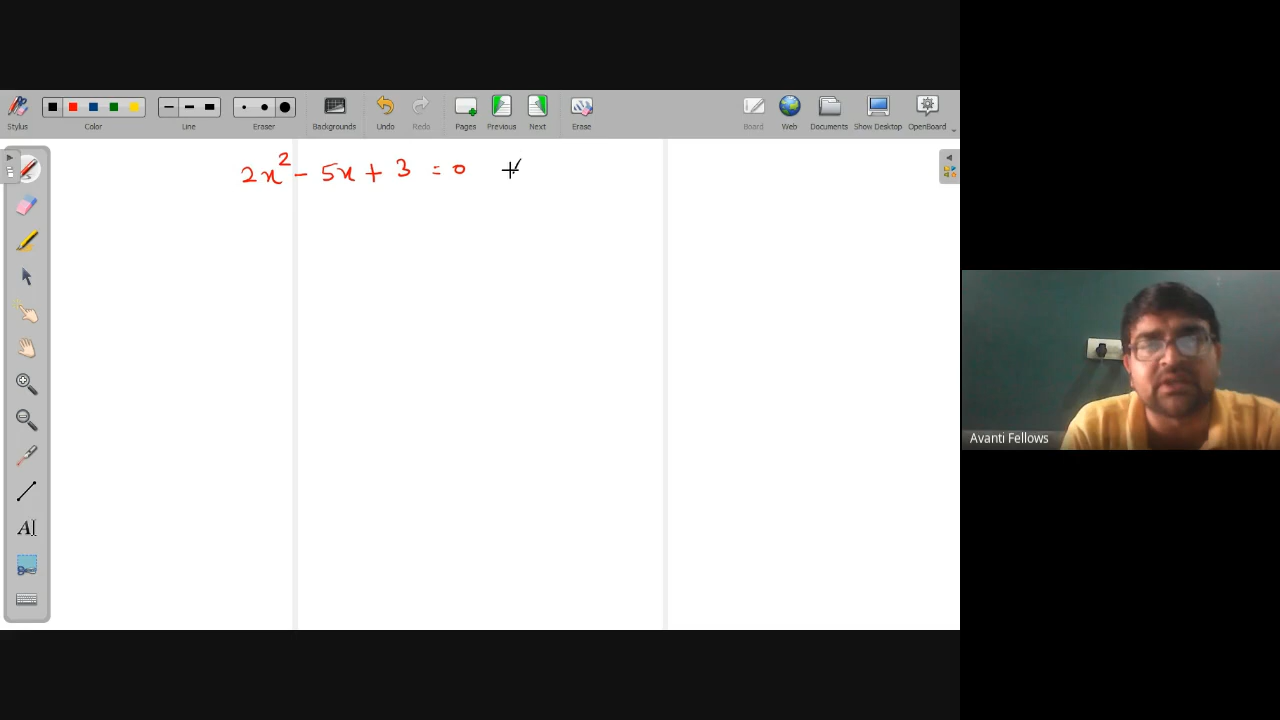 Stylus
Color
Line
Eraser
Backgrounds
Undo
Redo
Pages
Previous
Next
Erase
Board
Web
Documents
Show Desktop
OpenBoard
2x² - 5x + 3 = 0
AI
Avanti Fellows